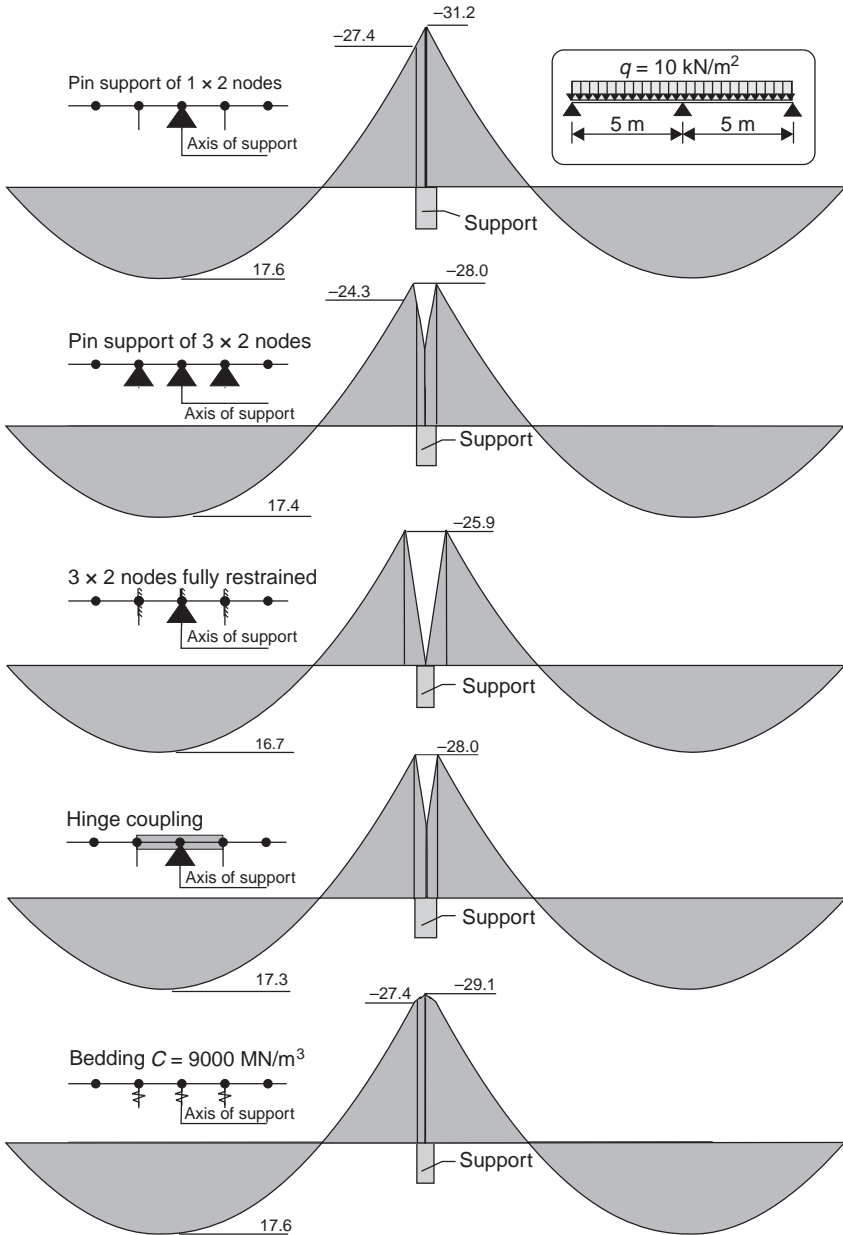 −31.2
−27.4
Pin support of 1 × 2 nodes
Axis of support
q = 10 kN/m²
5 m 5 m
Support
17.6
−28.0
−24.3
Pin support of 3 × 2 nodes
Axis of support
Support
17.4
−25.9
3 × 2 nodes fully restrained
Axis of support
Support
16.7
−28.0
Hinge coupling
Axis of support
Support
17.3
−29.1
−27.4
Bedding C = 9000 MN/m³
Axis of support
Support
17.6